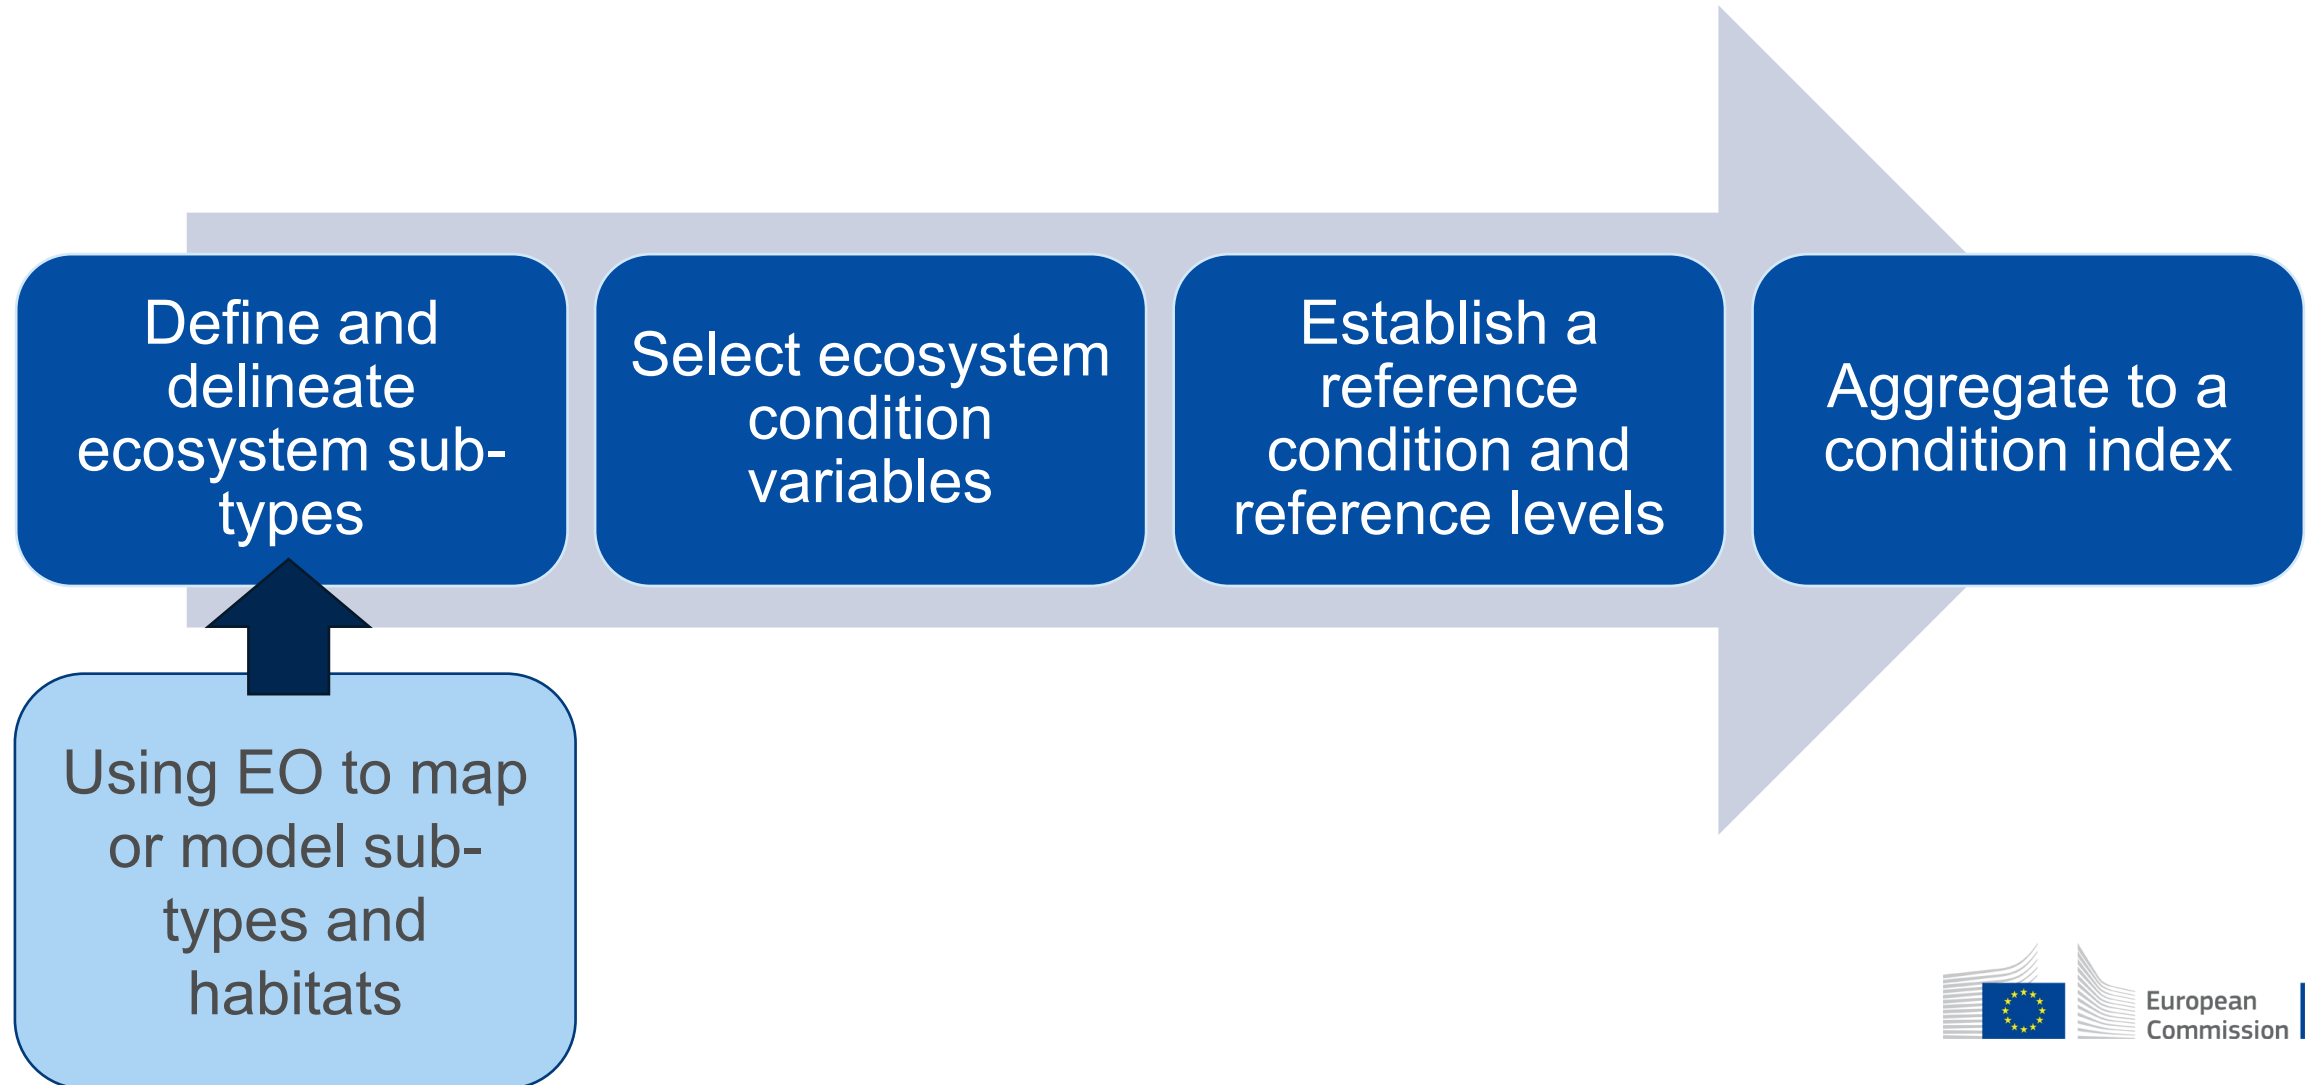 Define and
delineate
ecosystem sub-
types
Select ecosystem
condition
variables
Establish a
reference
condition and
reference levels
Aggregate to a
condition index
Using EO to map
or model sub-
types and
habitats
European
Commission